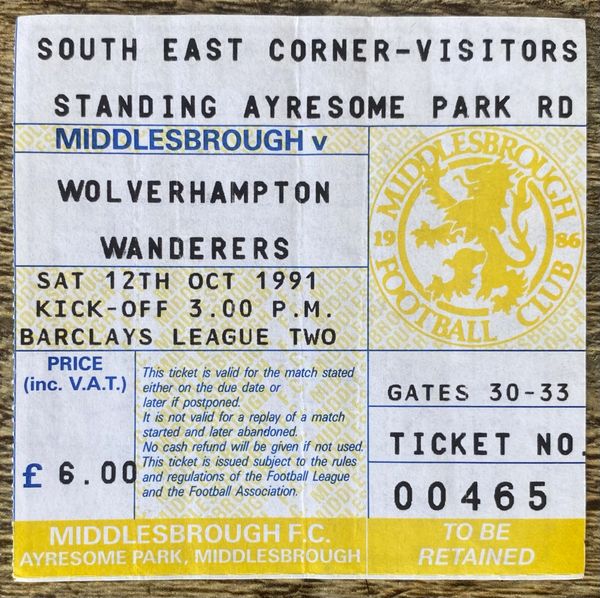 SOUTH EAST CORNER-VISITORS
STANDING AYRESOME PARK RD
MIDDLESBROUGH v
WOLVERHAMPTON
WANDERERS
SAT 12TH OCT 1991
KICK-OFF 3.00 P.M.
BARCLAYS LEAGUE TWO
MIDDLESBROUGH
1986
FOOTBALL CLUB
PRICE
(inc. V.A.T.)
£ 6.00
This ticket is valid for the match stated
either on the due date or
later if postponed.
It is not valid for a replay of a match
started and later abandoned.
No cash refund will be given if not used.
This ticket is issued subject to the rules
and regulations of the Football League
and the Football Association.
GATES 30-33
TICKET NO.
00465
MIDDLESBROUGH F.C.
AYRESOME PARK, MIDDLESBROUGH
TO BE
RETAINED